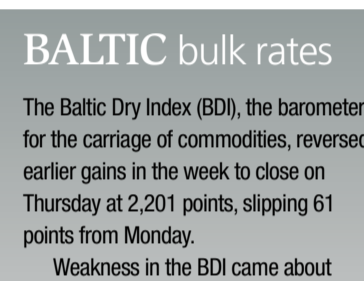 BALTIC bulk rates
The Baltic Dry Index (BDI), the barometer
for the carriage of commodities, reversed
earlier gains in the week to close on
Thursday at 2,201 points, slipping 61
points from Monday.
Weakness in the BDI came about